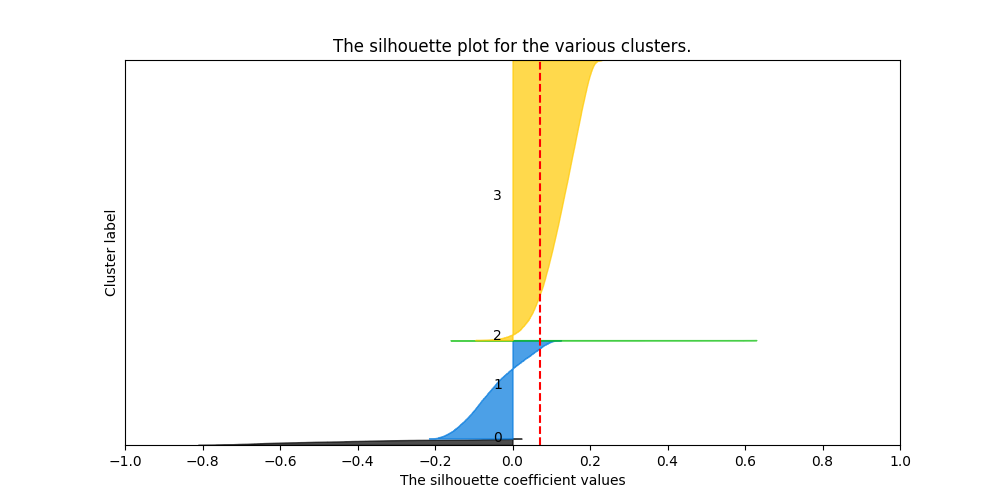 The silhouette plot for the various clusters.
Cluster label
3
2
1
0
−1.0 −0.8 −0.6 −0.4 −0.2 0.0 0.2 0.4 0.6 0.8 1.0
The silhouette coefficient values